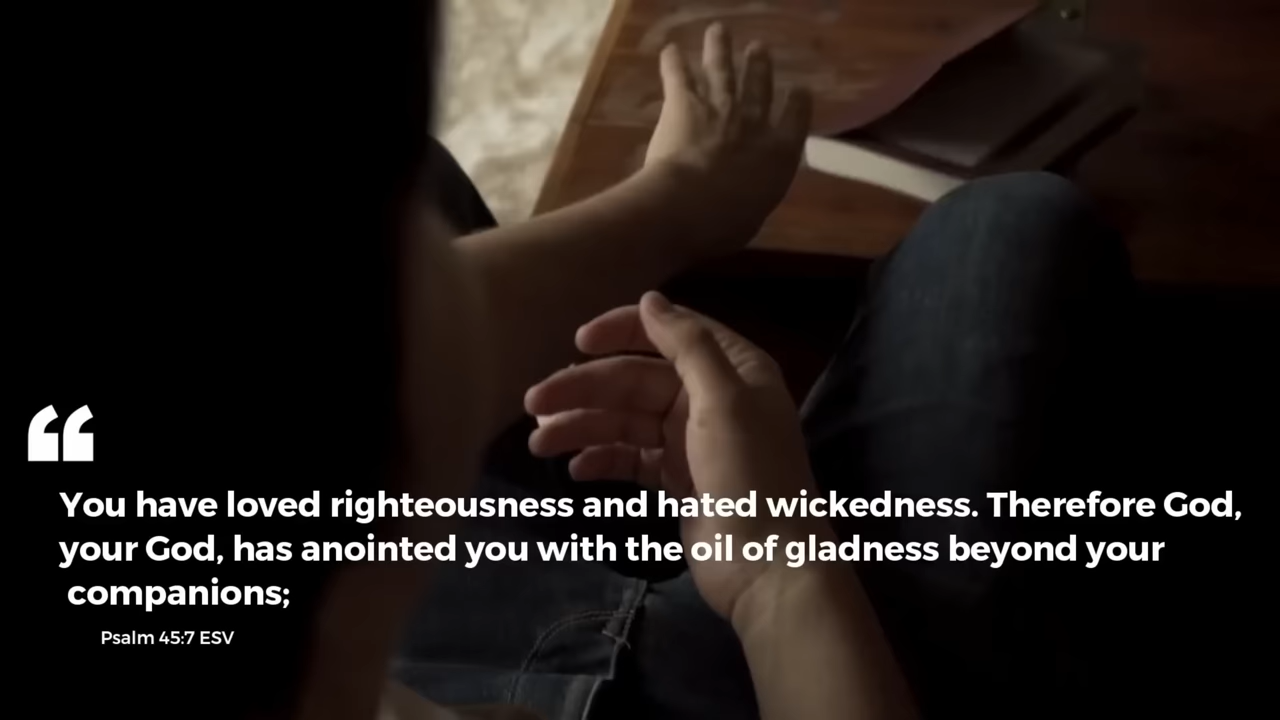 “
You have loved righteousness and hated wickedness. Therefore God,
your God, has anointed you with the oil of gladness beyond your
companions;
Psalm 45:7 ESV